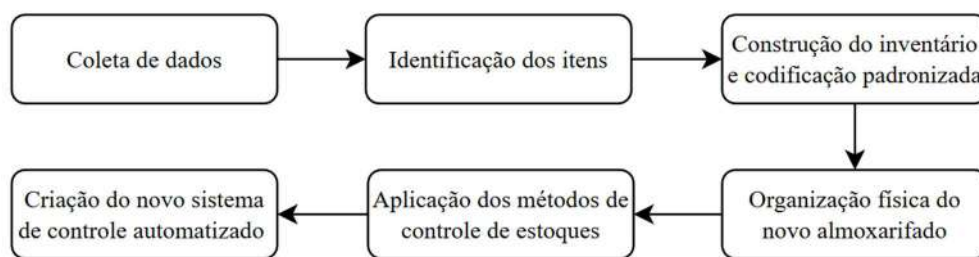 Coleta de dados
Identificação dos itens
Construção do inventário
e codificação padronizada
Organização física do
novo almoxarifado
Aplicação dos métodos de
controle de estoques
Criação do novo sistema
de controle automatizado